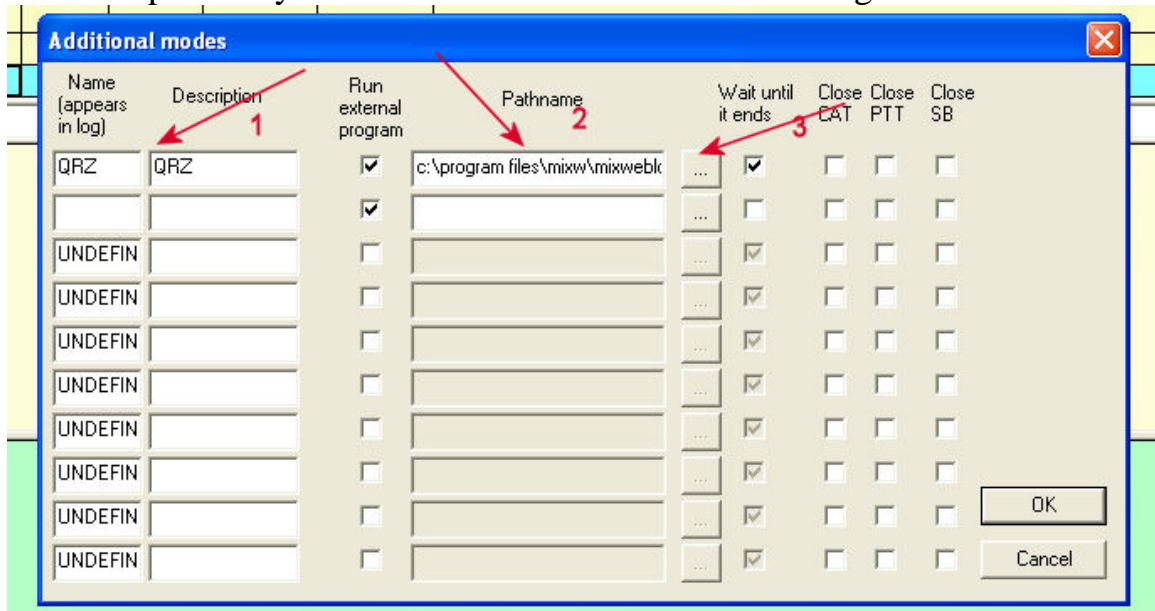 Additional modes
Name (appears in log) Description Run external program Pathname Wait until it ends Close CAT Close PTT Close SB
1 2 3
QRZ QRZ c:\program files\mixw\mixweblo ...
...
UNDEFIN ...
UNDEFIN ...
UNDEFIN ...
UNDEFIN ...
UNDEFIN ...
UNDEFIN ...
UNDEFIN ...
UNDEFIN ...
OK
Cancel